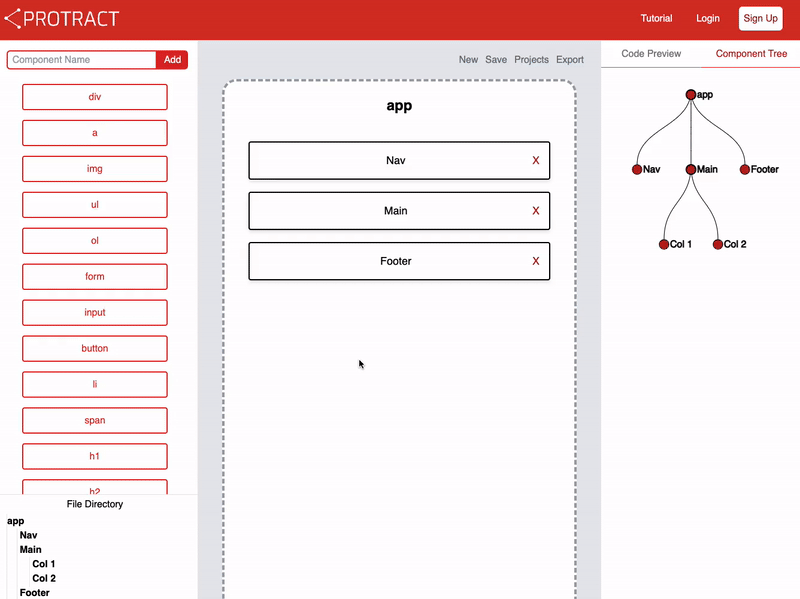 PROTRACT
Tutorial
Login
Sign Up
Component Name
Add
div
a
img
ul
ol
form
input
button
li
span
h1
h2
File Directory
app
Nav
Main
Col 1
Col 2
Footer
New
Save
Projects
Export
app
Nav
X
Main
X
Footer
X
Code Preview
Component Tree
app
Nav
Main
Footer
Col 1
Col 2